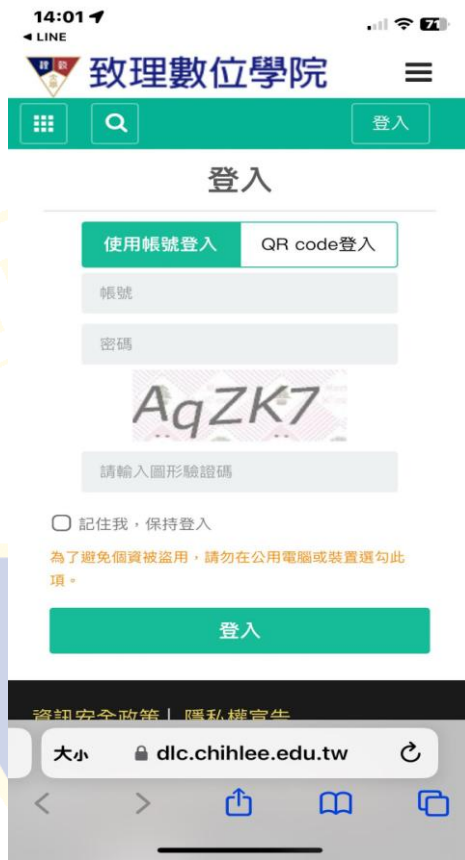 14:01
◀ LINE
71
致理數位學院
登入
登入
使用帳號登入 QR code登入
帳號
密碼
AqZK7
請輸入圖形驗證碼
記住我，保持登入
為了避免個資被盜用，請勿在公用電腦或裝置選勾此
項。
登入
資訊安全政策 | 隱私權宣告
大小 dlc.chihlee.edu.tw